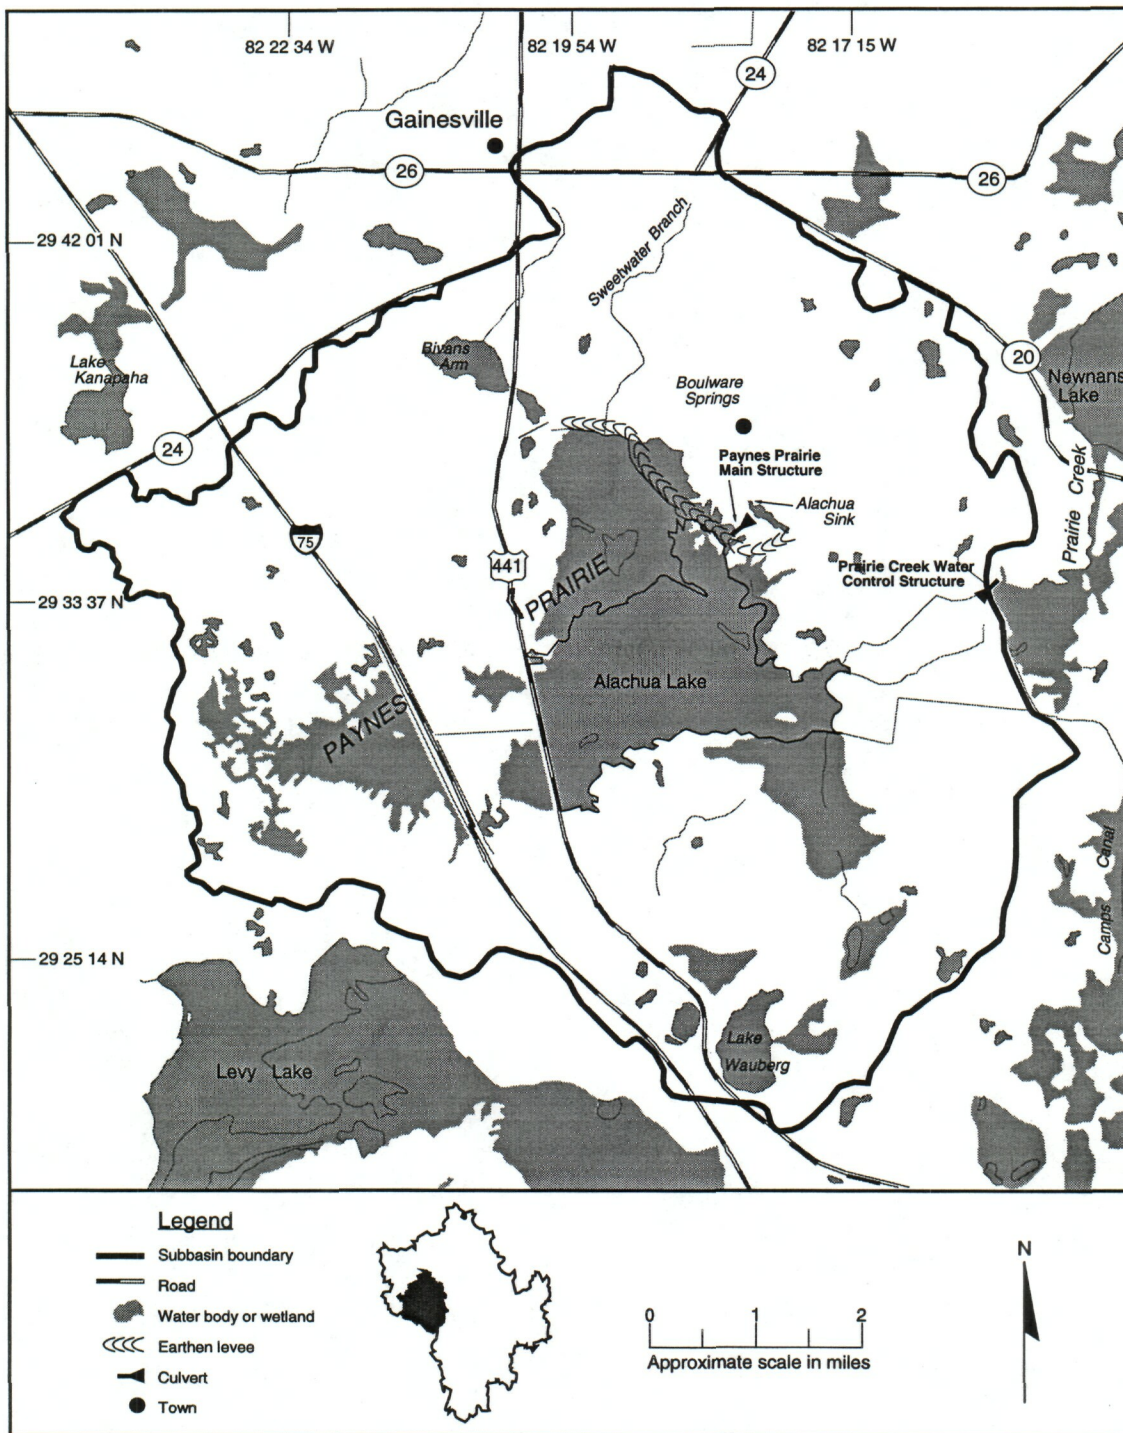 82 22 34 W
82 19 54 W
82 17 15 W
24
Gainesville
26
26
29 42 01 N
Sweetwater Branch
Lake
Kanapaha
Bivans
Arm
20
Newnans
Lake
Boulware
Springs
24
Paynes Prairie
Main Structure
Alachua
Sink
Prairie Creek
75
441
PRAIRIE
Prairie Creek Water
Control Structure
29 33 37 N
Alachua Lake
PAYNES
Camps Canal
29 25 14 N
Lake
Wauberg
Levy Lake
Legend
Subbasin boundary
Road
Water body or wetland
Earthen levee
Culvert
Town
0 1 2
Approximate scale in miles
N